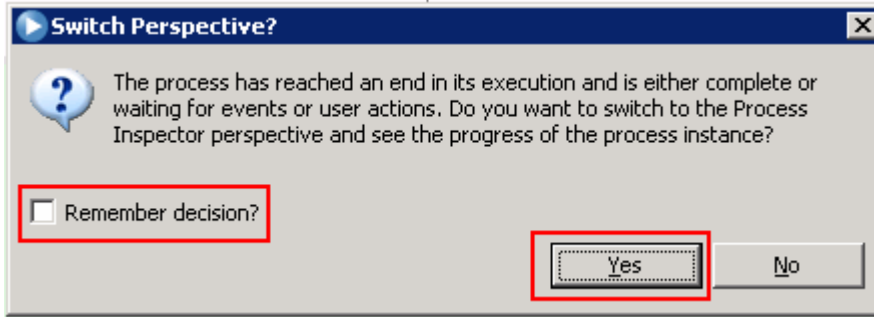 Switch Perspective?
The process has reached an end in its execution and is either complete or
waiting for events or user actions. Do you want to switch to the Process
Inspector perspective and see the progress of the process instance?
Remember decision?
Yes No